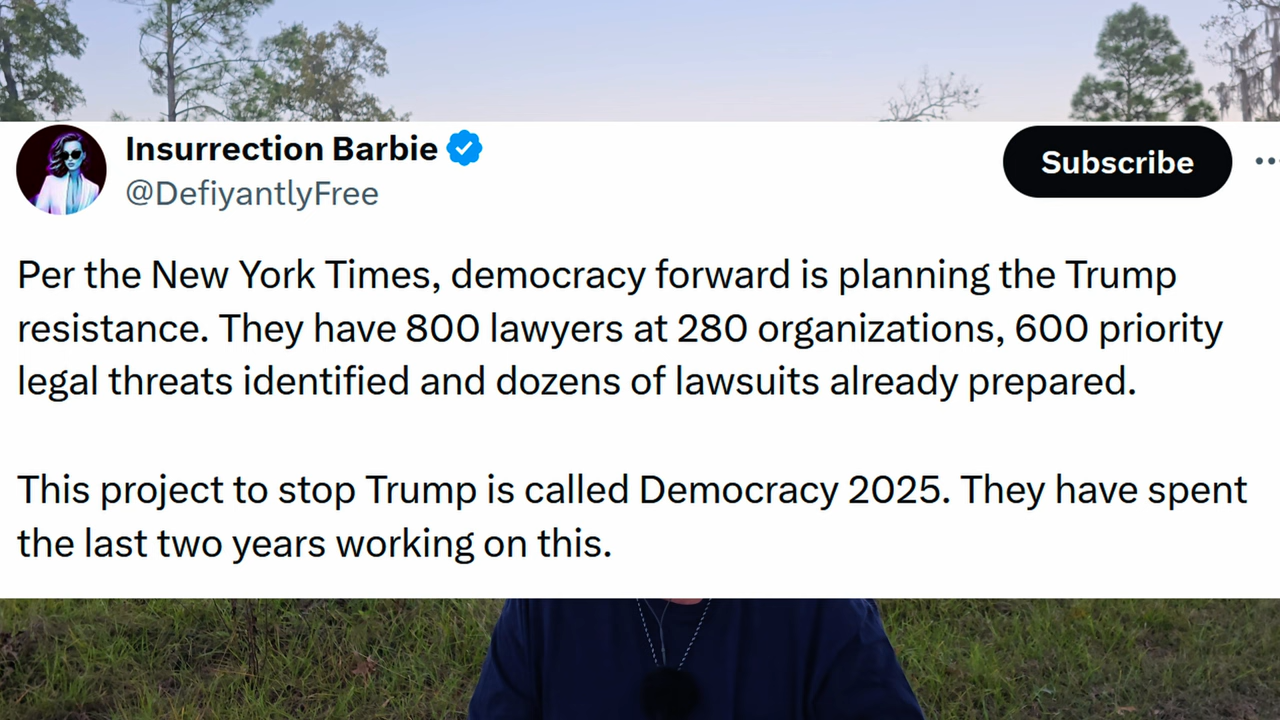 Insurrection Barbie
@DefiyantlyFree
Subscribe
Per the New York Times, democracy forward is planning the Trump
resistance. They have 800 lawyers at 280 organizations, 600 priority
legal threats identified and dozens of lawsuits already prepared.
This project to stop Trump is called Democracy 2025. They have spent
the last two years working on this.